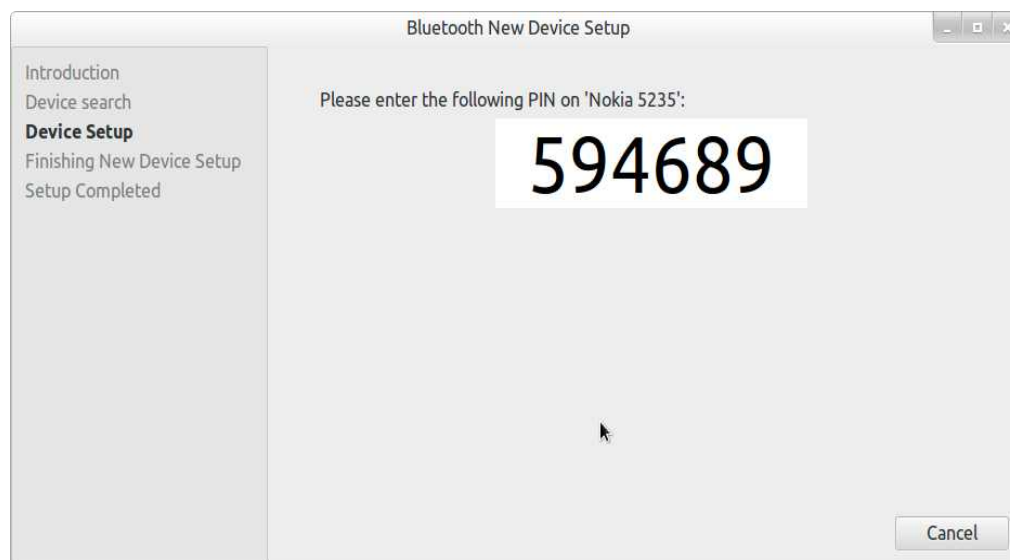 Bluetooth New Device Setup
Introduction
Device search
Device Setup
Finishing New Device Setup
Setup Completed
Please enter the following PIN on 'Nokia 5235':
594689
Cancel